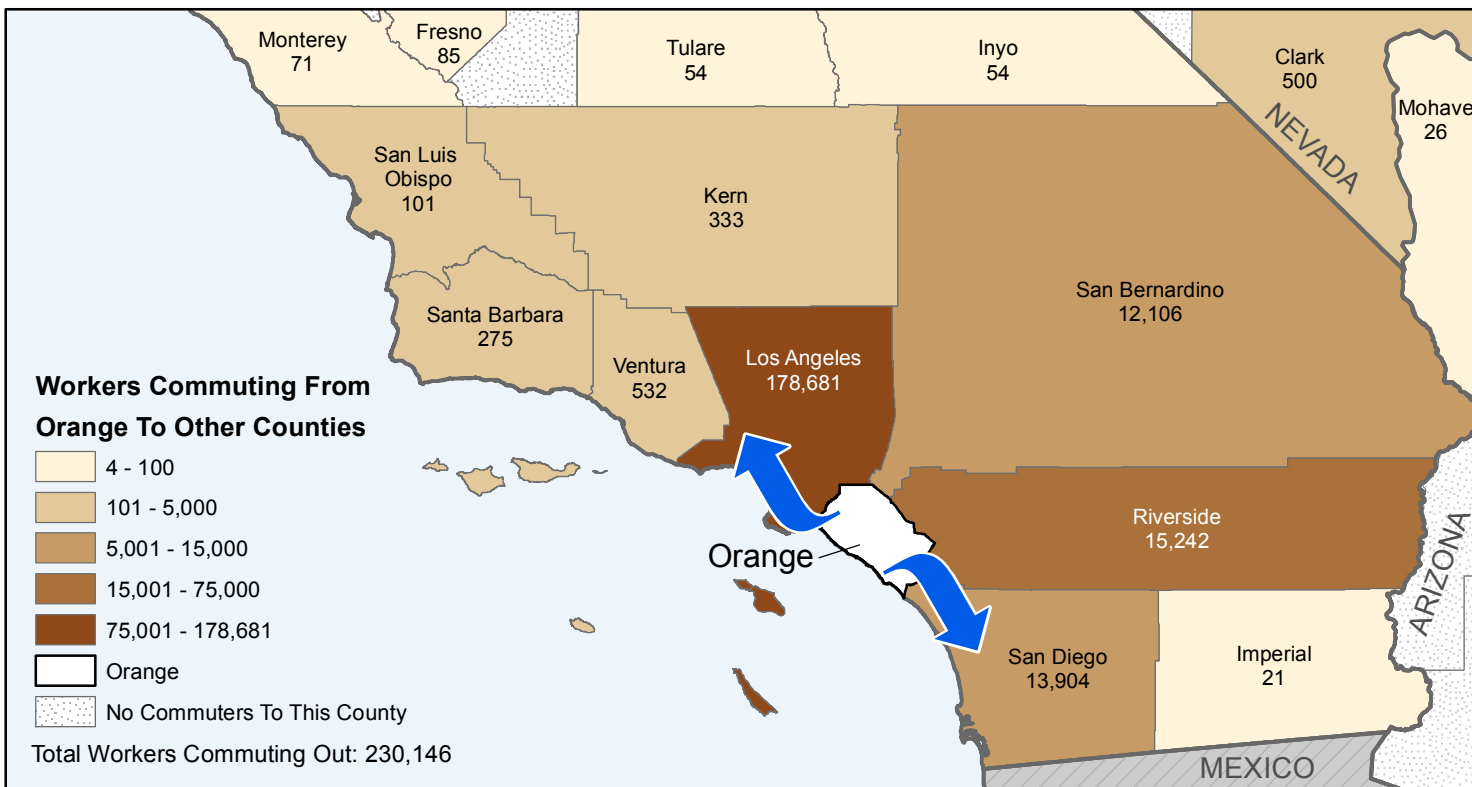 Monterey
71
Fresno
85
Tulare
54
Inyo
54
Clark
500
Mohave
26
NEVADA
San Luis
Obispo
101
Kern
333
San Bernardino
12,106
Santa Barbara
275
Ventura
532
Los Angeles
178,681
Riverside
15,242
Orange
San Diego
13,904
Imperial
21
ARIZONA
MEXICO
Workers Commuting From
Orange To Other Counties
4 - 100
101 - 5,000
5,001 - 15,000
15,001 - 75,000
75,001 - 178,681
Orange
No Commuters To This County
Total Workers Commuting Out: 230,146